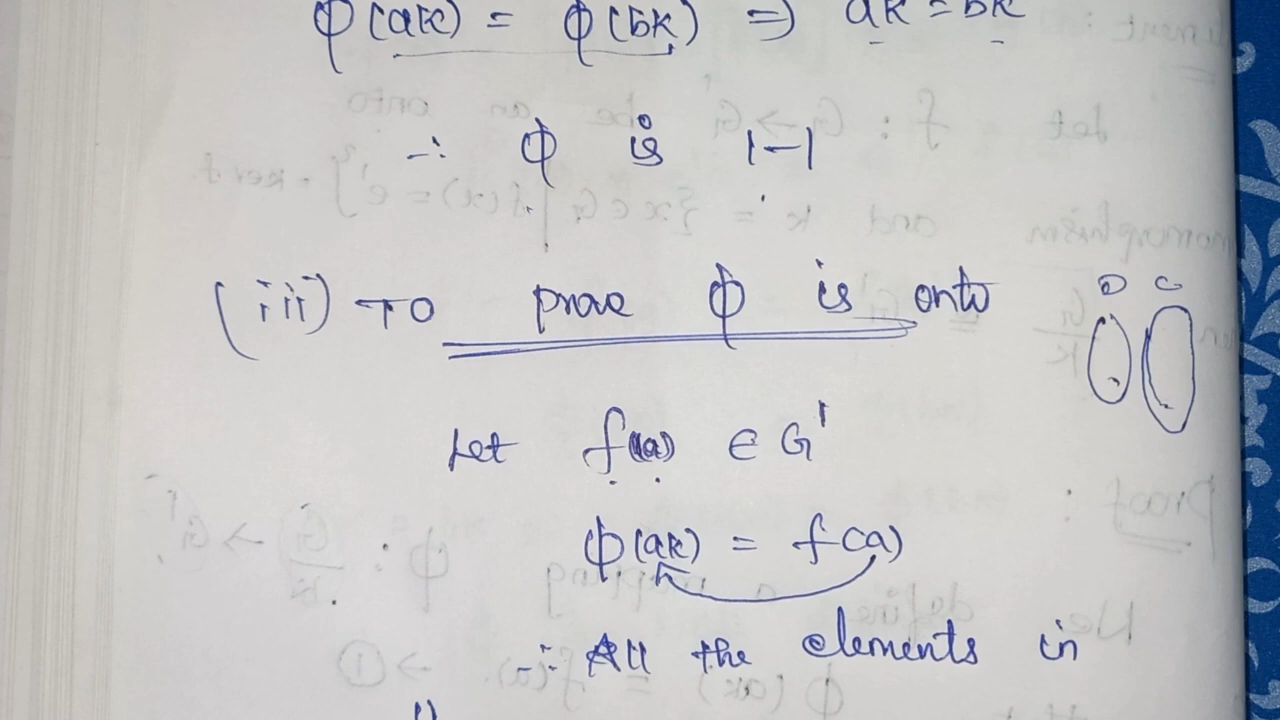 φ(aK) = φ(bK) ⇒ aK = bK
∴ φ is 1-1
(iii) To prove φ is onto
D C
Let f(a) ∈ G'
φ(aK) = f(a)
∴ All the elements in